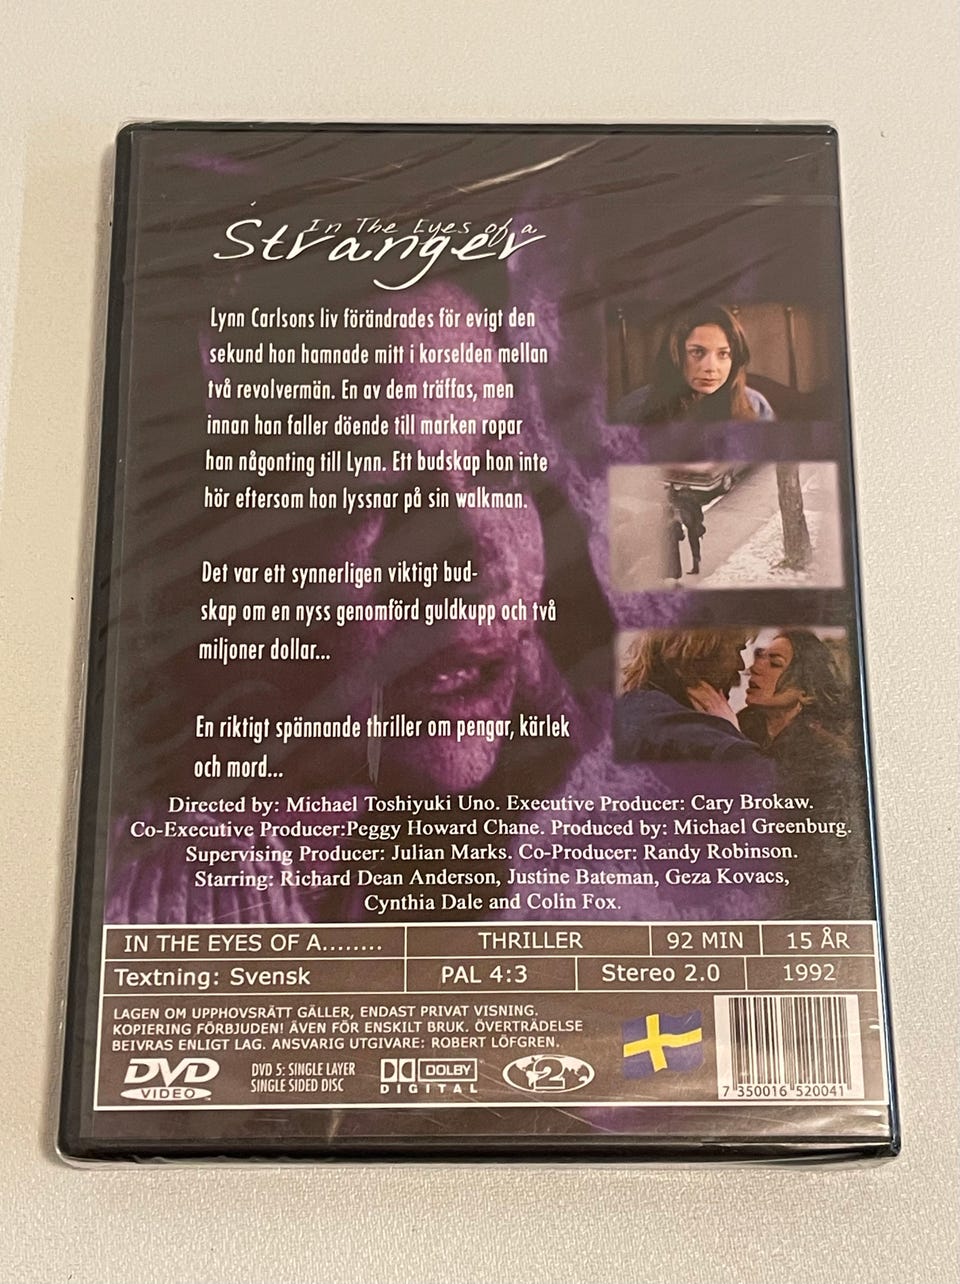 In The Eyes of a
Stranger
Lynn Carlsons liv förändrades för evigt den
sekund hon hamnade mitt i korselden mellan
två revolvermän. En av dem träffas, men
innan han faller döende till marken ropar
han någonting till Lynn. Ett budskap hon inte
hör eftersom hon lyssnar på sin walkman.
Det var ett synnerligen viktigt bud-
skap om en nyss genomförd guldkupp och två
miljoner dollar...
En riktigt spännande thriller om pengar, kärlek
och mord...
Directed by: Michael Toshiyuki Uno. Executive Producer: Cary Brokaw.
Co-Executive Producer:Peggy Howard Chane. Produced by: Michael Greenburg.
Supervising Producer: Julian Marks. Co-Producer: Randy Robinson.
Starring: Richard Dean Anderson, Justine Bateman, Geza Kovacs,
Cynthia Dale and Colin Fox.
IN THE EYES OF A........ THRILLER 92 MIN 15 ÅR
Textning: Svensk PAL 4:3 Stereo 2.0 1992
LAGEN OM UPPHOVSRÄTT GÄLLER, ENDAST PRIVAT VISNING.
KOPIERING FÖRBJUDEN! ÄVEN FÖR ENSKILT BRUK. ÖVERTRÄDELSE
BEIVRAS ENLIGT LAG. ANSVARIG UTGIVARE: ROBERT LÖFGREN.
DVD
VIDEO
DVD 5: SINGLE LAYER
SINGLE SIDED DISC
DOLBY
DIGITAL
2
7 350016 520041